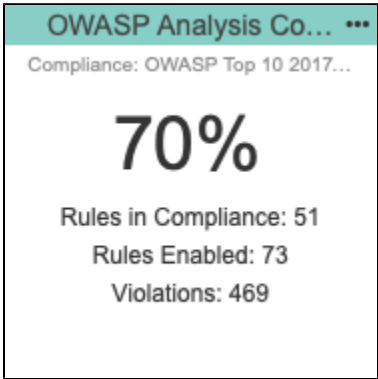 OWASP Analysis Co... •••
Compliance: OWASP Top 10 2017...
70%
Rules in Compliance: 51
Rules Enabled: 73
Violations: 469